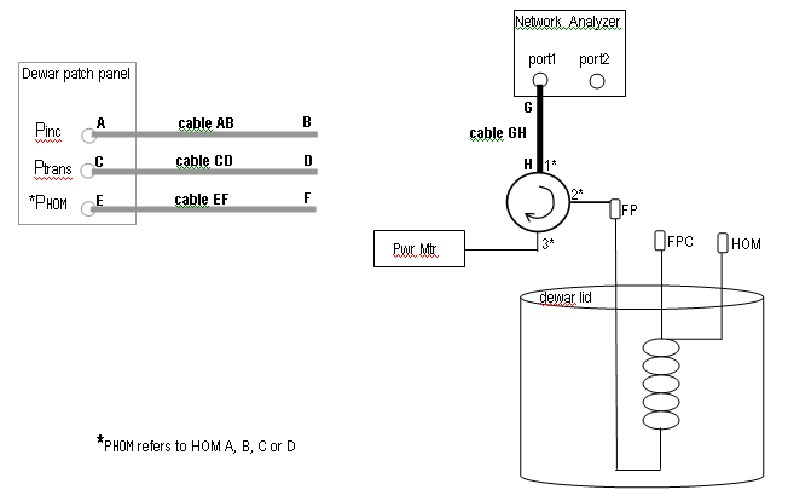 Network Analyzer
port1 port2
Dewar patch panel
G
A cable AB B
Pinc
cable GH
C cable CD D
Ptrans
H 1*
2*
E cable EF F
*PHOM
FP
Pwr Mtr
3*
FPC
HOM
dewar lid
*PHOM refers to HOM A, B, C or D